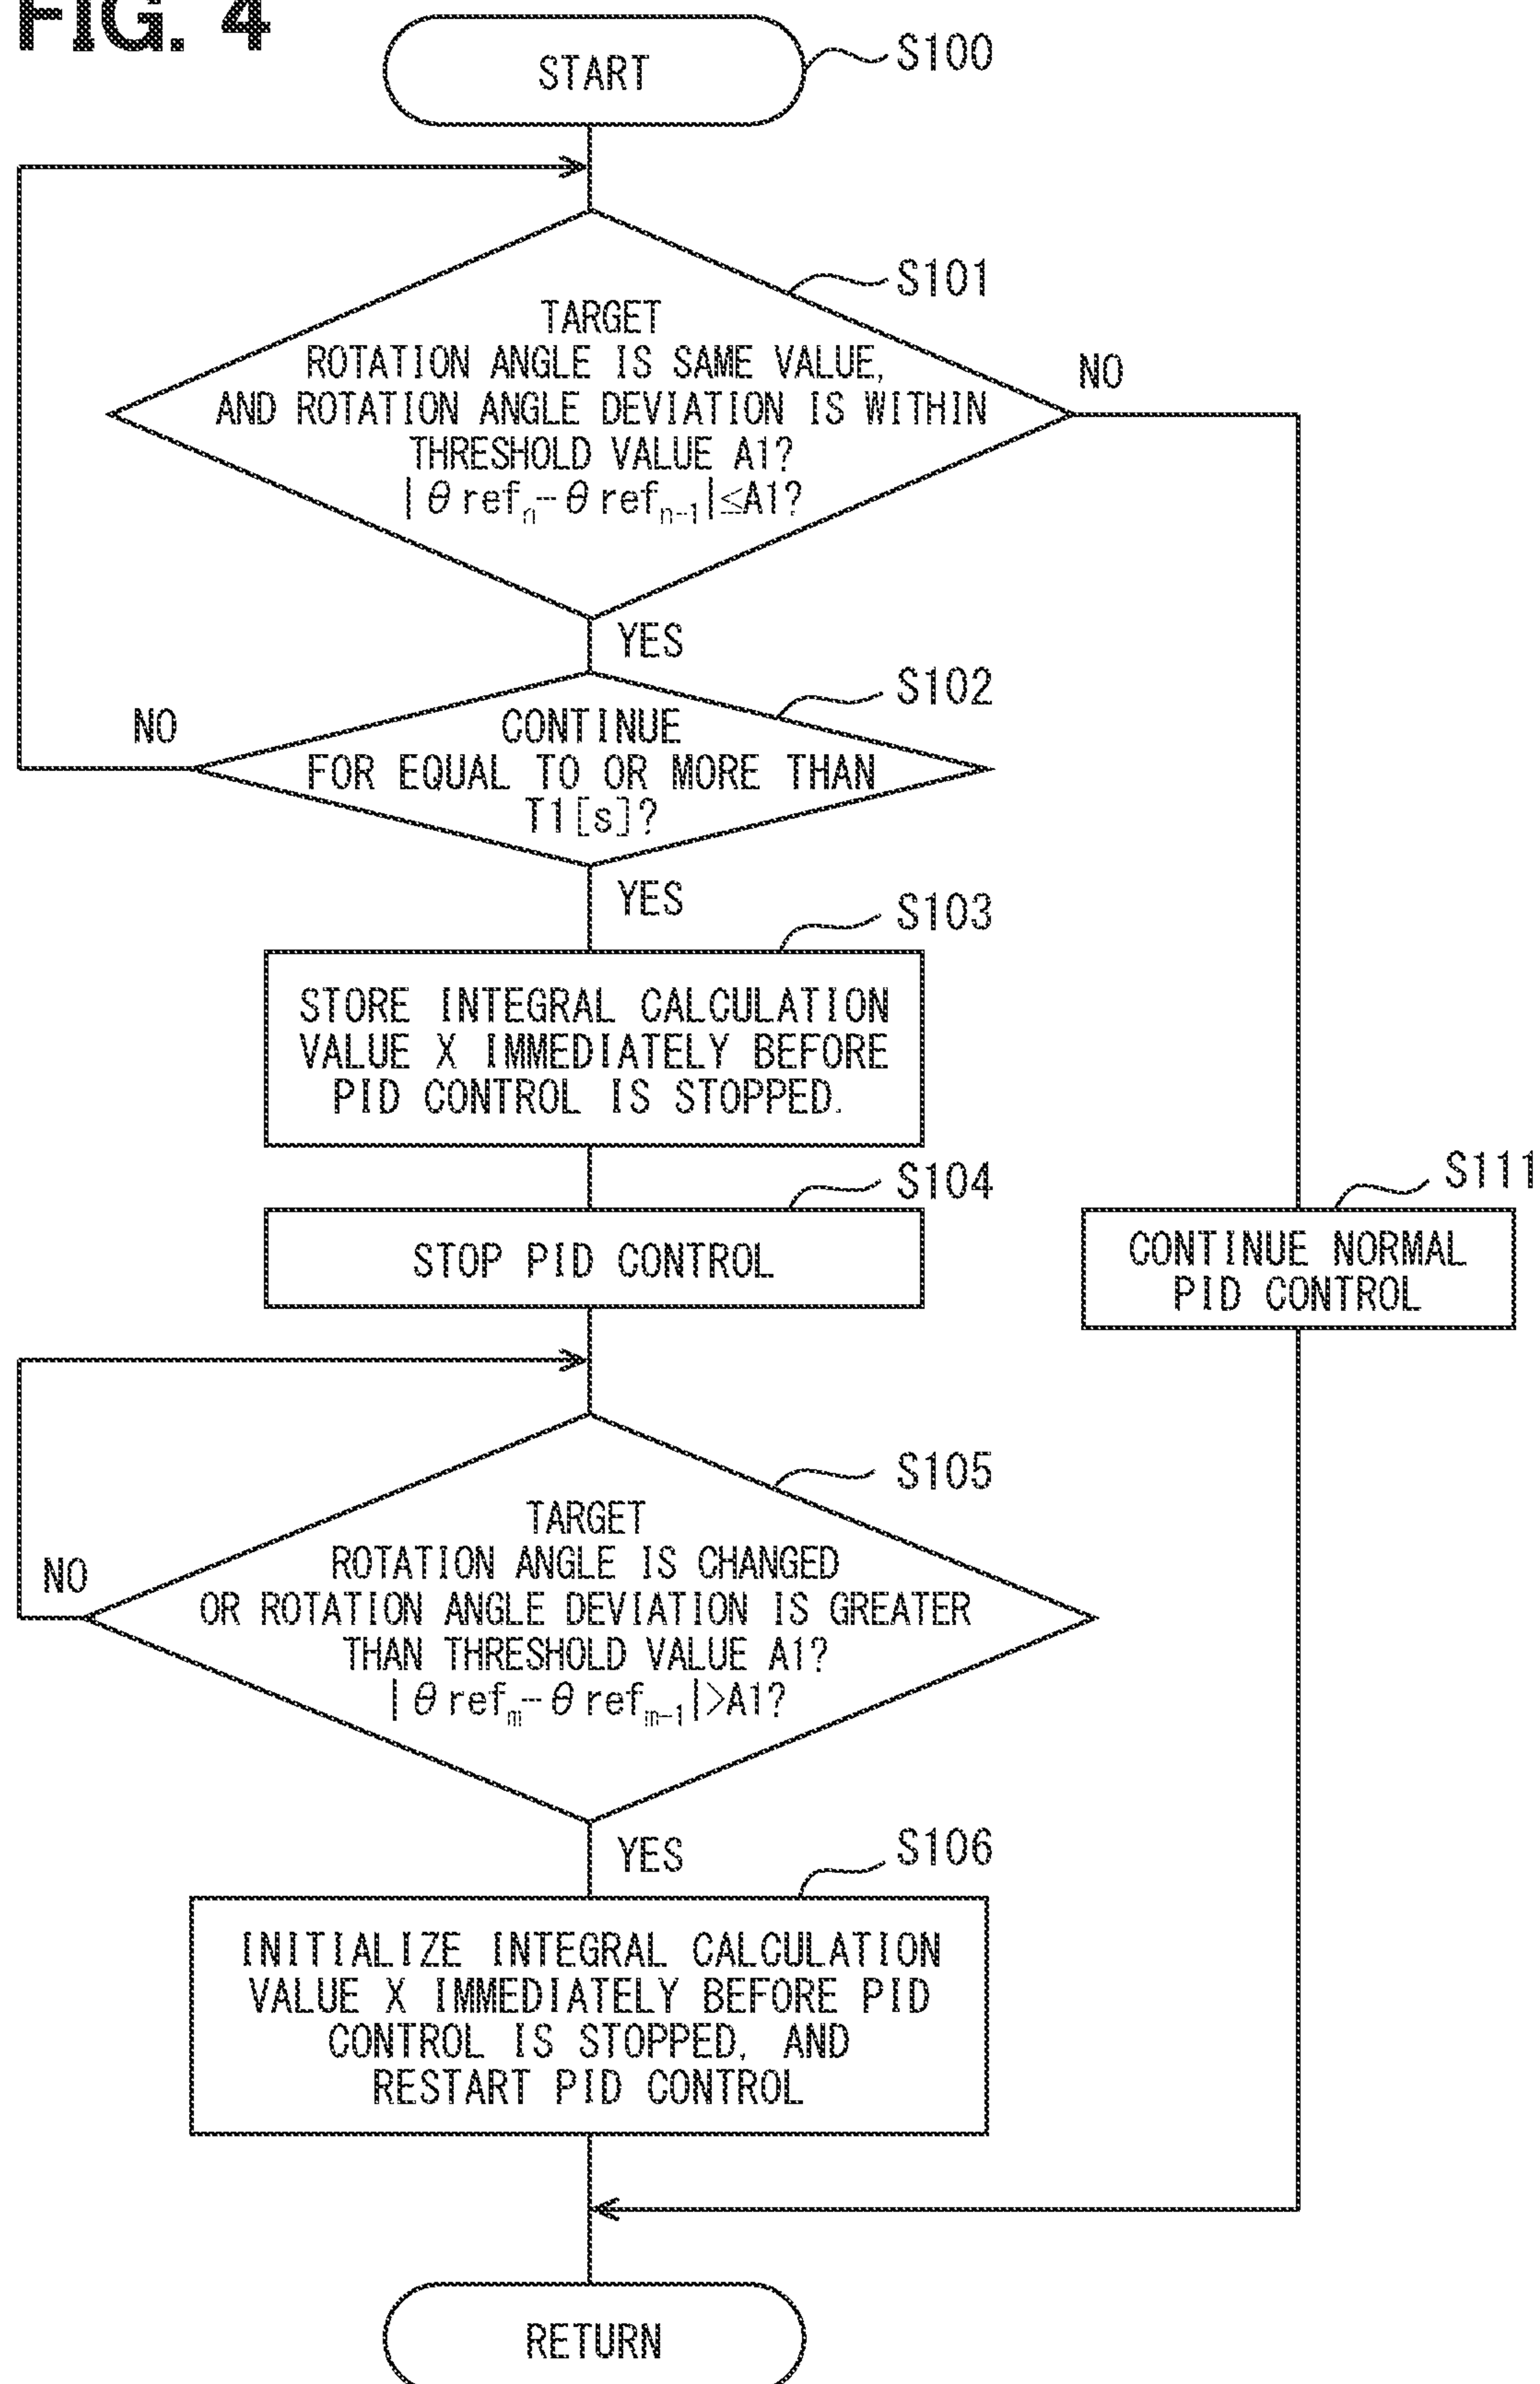 FIG. 4
START
S100
S101
TARGET
ROTATION ANGLE IS SAME VALUE,
AND ROTATION ANGLE DEVIATION IS WITHIN
THRESHOLD VALUE A1?
|θref_n-θref_{n-1}|≤A1?
NO
YES
S102
NO
CONTINUE
FOR EQUAL TO OR MORE THAN
T1[s]?
YES
S103
STORE INTEGRAL CALCULATION
VALUE X IMMEDIATELY BEFORE
PID CONTROL IS STOPPED.
S104
STOP PID CONTROL
S111
CONTINUE NORMAL
PID CONTROL
S105
TARGET
ROTATION ANGLE IS CHANGED
OR ROTATION ANGLE DEVIATION IS GREATER
THAN THRESHOLD VALUE A1?
|θref_m-θref_{m-1}|>A1?
NO
YES
S106
INITIALIZE INTEGRAL CALCULATION
VALUE X IMMEDIATELY BEFORE PID
CONTROL IS STOPPED, AND
RESTART PID CONTROL
RETURN